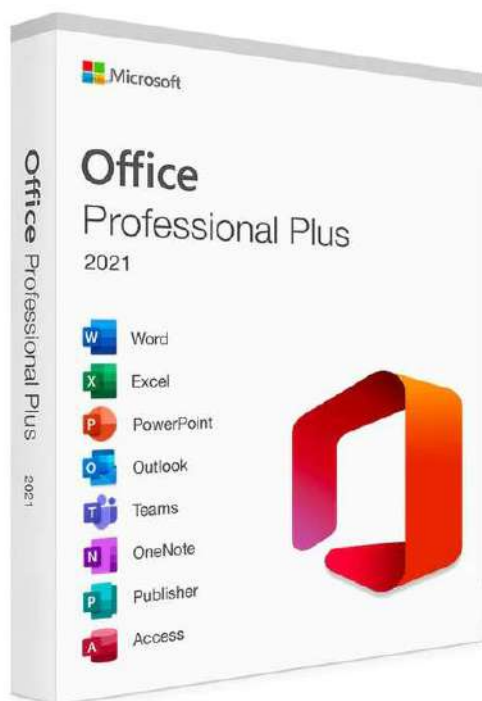 Microsoft
Office
Professional Plus
2021
W Word
X Excel
P PowerPoint
O Outlook
T Teams
N OneNote
P Publisher
A Access
Office Professional Plus 2021